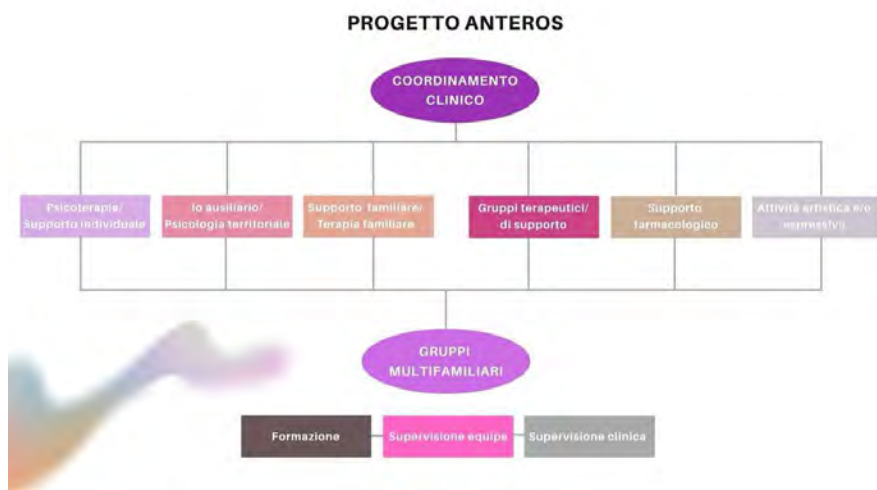 PROGETTO ANTEROS
COORDINAMENTO
CLINICO
Psicoterapia/
Supporto individuale
Io ausiliario/
Psicologia territoriale
Supporto familiare/
Terapia familiare
Gruppi terapeutici/
di supporto
Supporto
farmacologico
Attività artistica e/o
espressiva
GRUPPI
MULTIFAMILIARI
Formazione
Supervisione equipe
Supervisione clinica